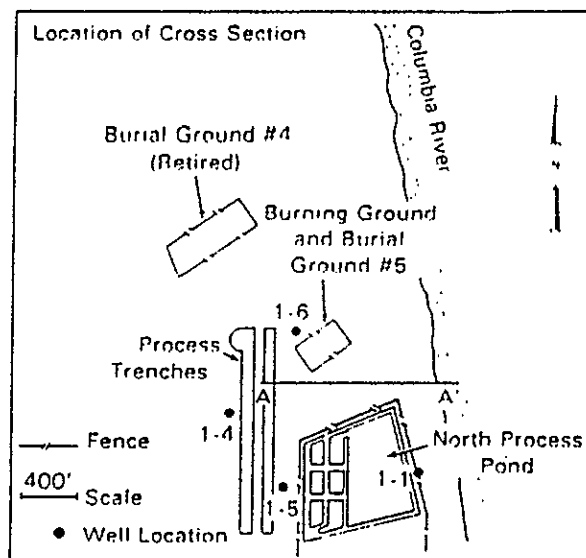 Location of Cross Section
Columbia River
Burial Ground #4
(Retired)
Burning Ground
and Burial
Ground #5
1-6
Process
Trenches
A
A'
1-4
Fence
North Process
Pond
400'
Scale
1-5
1-1
Well Location